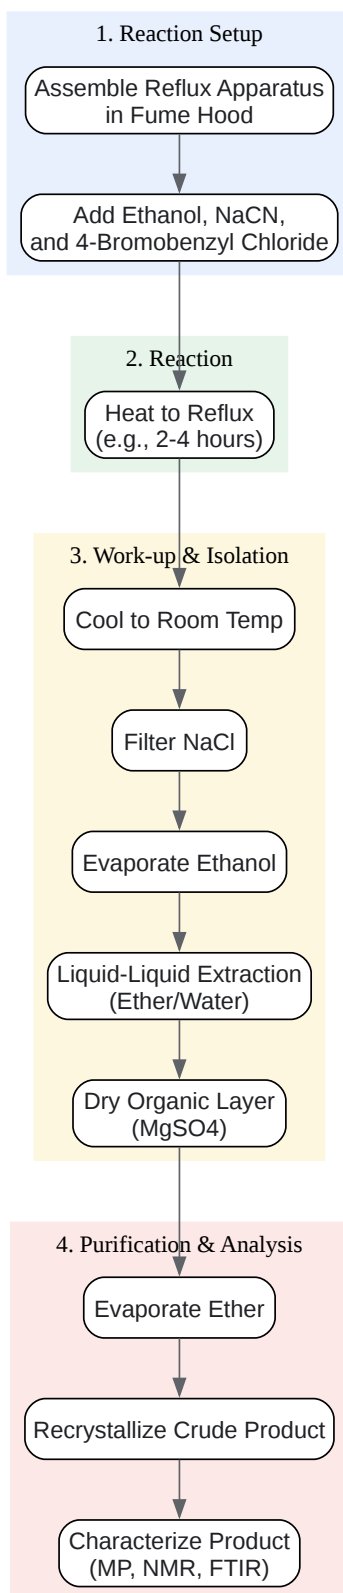 1. Reaction Setup
Assemble Reflux Apparatus
in Fume Hood
Add Ethanol, NaCN,
and 4-Bromobenzyl Chloride
2. Reaction
Heat to Reflux
(e.g., 2-4 hours)
3. Work-up & Isolation
Cool to Room Temp
Filter NaCl
Evaporate Ethanol
Liquid-Liquid Extraction
(Ether/Water)
Dry Organic Layer
(MgSO4)
4. Purification & Analysis
Evaporate Ether
Recrystallize Crude Product
Characterize Product
(MP, NMR, FTIR)